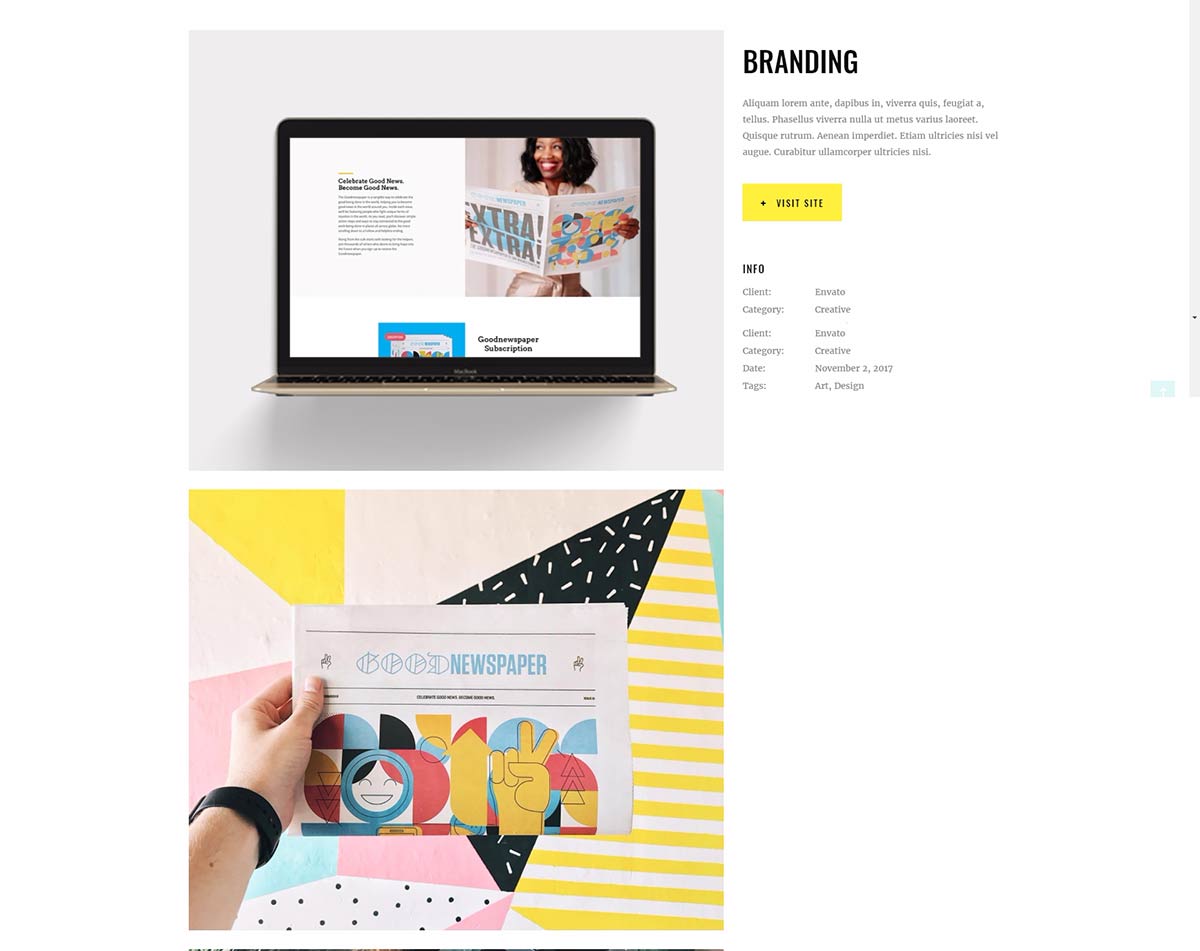 BRANDING
Aliquam lorem ante, dapibus in, viverra quis, feugiat a,
tellus. Phasellus viverra nulla ut metus varius laoreet.
Quisque rutrum. Aenean imperdiet. Etiam ultricies nisi vel
augue. Curabitur ullamcorper ultricies nisi.
+ VISIT SITE
INFO
Client: Envato
Category: Creative
Client: Envato
Category: Creative
Date: November 2, 2017
Tags: Art, Design
Celebrate Good News.
Become Good News.
NEWSPAPER
EXTRA!
EXTRA!
Goodnewspaper
Subscription
MacBook
GOODNEWSPAPER
CELEBRATE GOOD NEWS. BECOME GOOD NEWS.